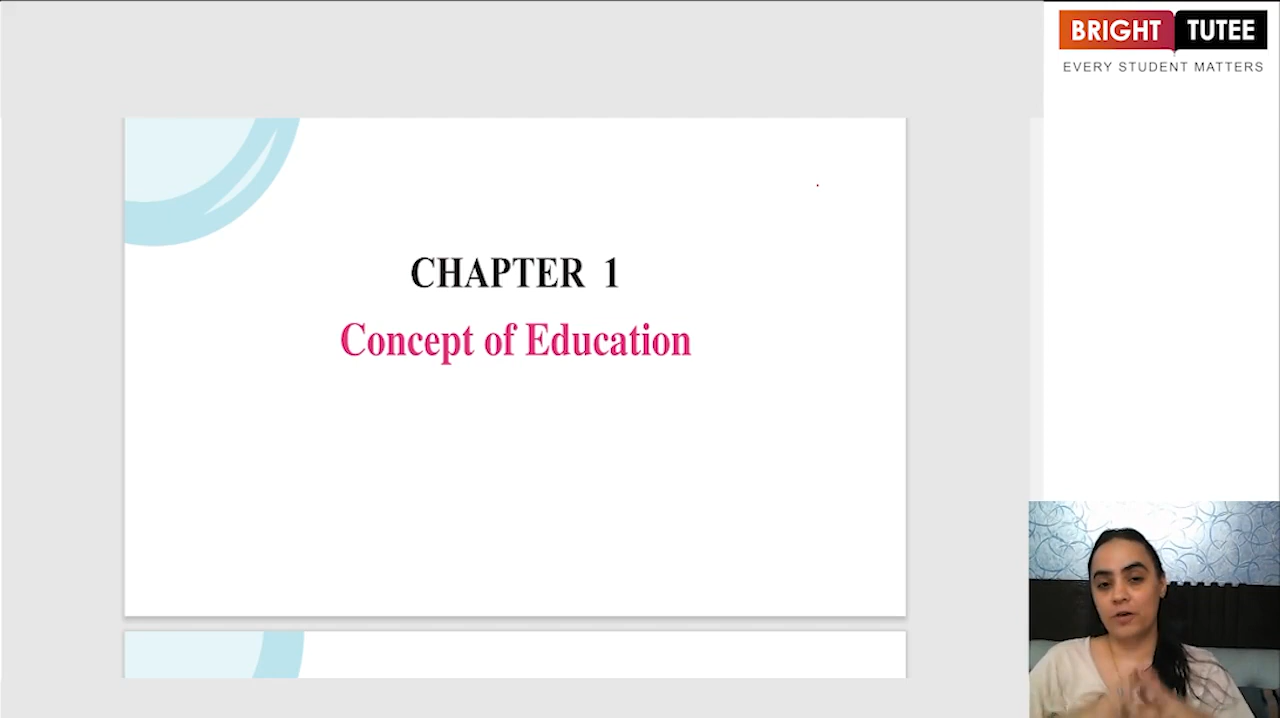 BRIGHT TUTEE
EVERY STUDENT MATTERS
CHAPTER 1
Concept of Education